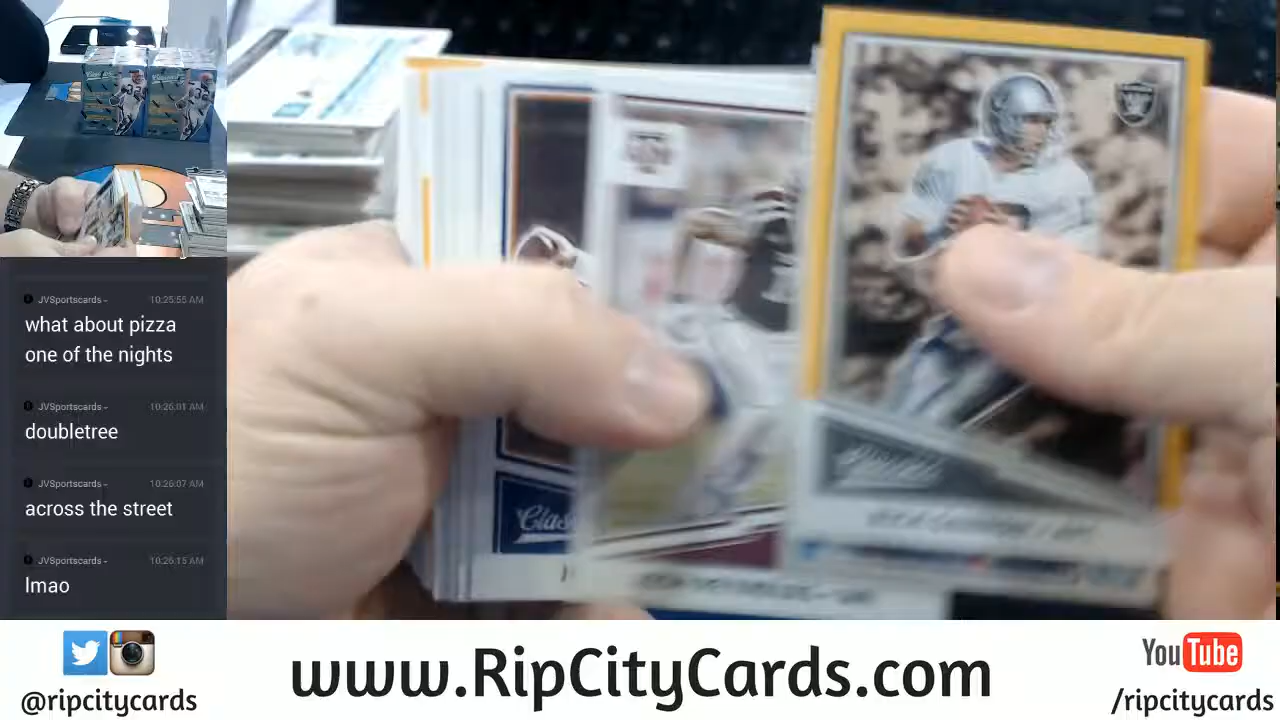 JVSportscards - 10:25:55 AM
what about pizza
one of the nights
JVSportscards - 10:26:01 AM
doubletree
JVSportscards - 10:26:07 AM
across the street
JVSportscards - 10:26:15 AM
lmao
Class
@ripcitycards
www.RipCityCards.com
YouTube
/ripcitycards